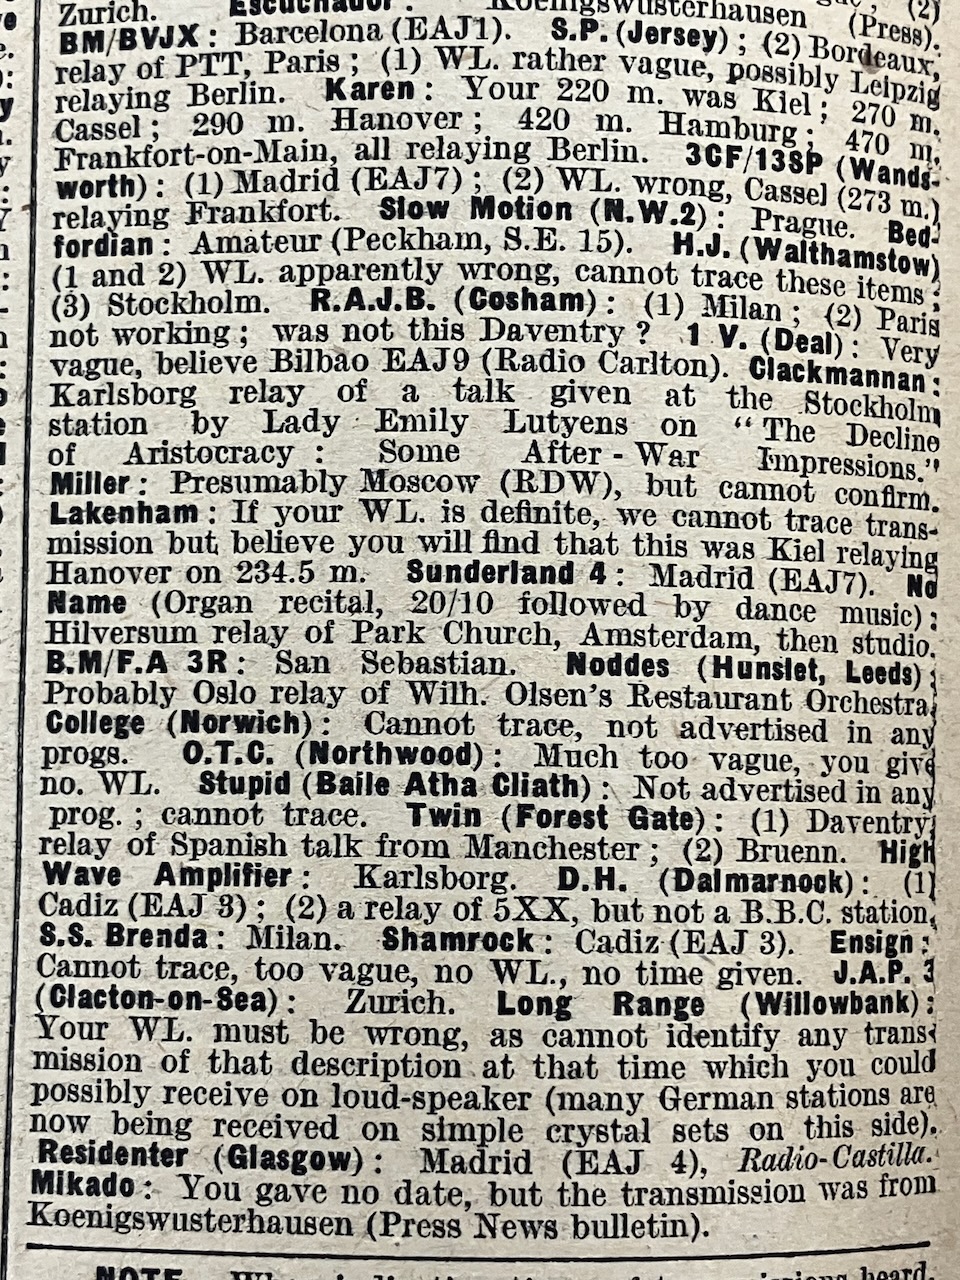 Zurich. Escuchador: Koenigswusterhausen (Press). (2)
BM/BVJX: Barcelona (EAJ1). S.P. (Jersey); (2) Bordeaux,
relay of PTT, Paris; (1) WL. rather vague, possibly Leipzig
relaying Berlin. Karen: Your 220 m. was Kiel; 270 m.
Cassel; 290 m. Hanover; 420 m. Hamburg; 470 m.
Frankfort-on-Main, all relaying Berlin. 3CF/13SP (Wands-
worth): (1) Madrid (EAJ7); (2) WL. wrong, Cassel (273 m.)
relaying Frankfort. Slow Motion (N.W.2): Prague. Bed-
fordian: Amateur (Peckham, S.E. 15). H.J. (Walthamstow)
(1 and 2) WL. apparently wrong, cannot trace these items;
(3) Stockholm. R.A.J.B. (Cosham): (1) Milan; (2) Paris
not working; was not this Daventry? 1 V. (Deal): Very
vague, believe Bilbao EAJ9 (Radio Carlton). Clackmannan:
Karlsborg relay of a talk given at the Stockholm
station by Lady Emily Lutyens on "The Decline
of Aristocracy: Some After-War Impressions."
Miller: Presumably Moscow (RDW), but cannot confirm.
Lakenham: If your WL. is definite, we cannot trace trans-
mission but believe you will find that this was Kiel relaying
Hanover on 234.5 m. Sunderland 4: Madrid (EAJ7). No
Name (Organ recital, 20/10 followed by dance music):
Hilversum relay of Park Church, Amsterdam, then studio.
B.M/F.A 3R: San Sebastian. Noddes (Hunslet, Leeds):
Probably Oslo relay of Wilh. Olsen's Restaurant Orchestra.
College (Norwich): Cannot trace, not advertised in any
progs. O.T.C. (Northwood): Much too vague, you give
no. WL. Stupid (Baile Atha Cliath): Not advertised in any
prog.; cannot trace. Twin (Forest Gate): (1) Daventry
relay of Spanish talk from Manchester; (2) Bruenn. High
Wave Amplifier: Karlsborg. D.H. (Dalmarnock): (1)
Cadiz (EAJ 3); (2) a relay of 5XX, but not a B.B.C. station.
S.S. Brenda: Milan. Shamrock: Cadiz (EAJ 3). Ensign:
Cannot trace, too vague, no WL., no time given. J.A.P. 3
(Clacton-on-Sea): Zurich. Long Range (Willowbank):
Your WL. must be wrong, as cannot identify any trans-
mission of that description at that time which you could
possibly receive on loud-speaker (many German stations are
now being received on simple crystal sets on this side).
Residenter (Glasgow): Madrid (EAJ 4), Radio-Castilla.
Mikado: You gave no date, but the transmission was from
Koenigswusterhausen (Press News bulletin).